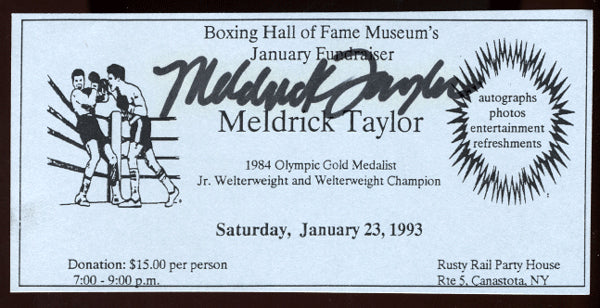 Boxing Hall of Fame Museum's
January Fundraiser
Meldrick Taylor
Meldrick Taylor
autographs
photos
entertainment
refreshments
1984 Olympic Gold Medalist
Jr. Welterweight and Welterweight Champion
Saturday, January 23, 1993
Donation: $15.00 per person
7:00 - 9:00 p.m.
Rusty Rail Party House
Rte 5, Canastota, NY